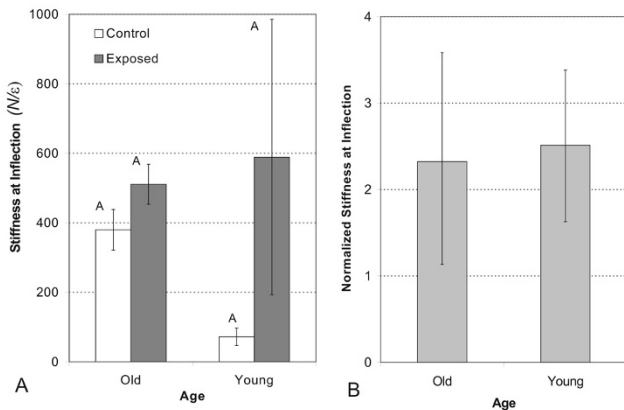 1000
800
600
400
200
0
Stiffness at Inflection (N/ε)
Control
Exposed
A
A
A
A
Old
Young
Age
A
4
3
2
2
1
0
Normalized Stiffness at Inflection
Old
Young
Age
B